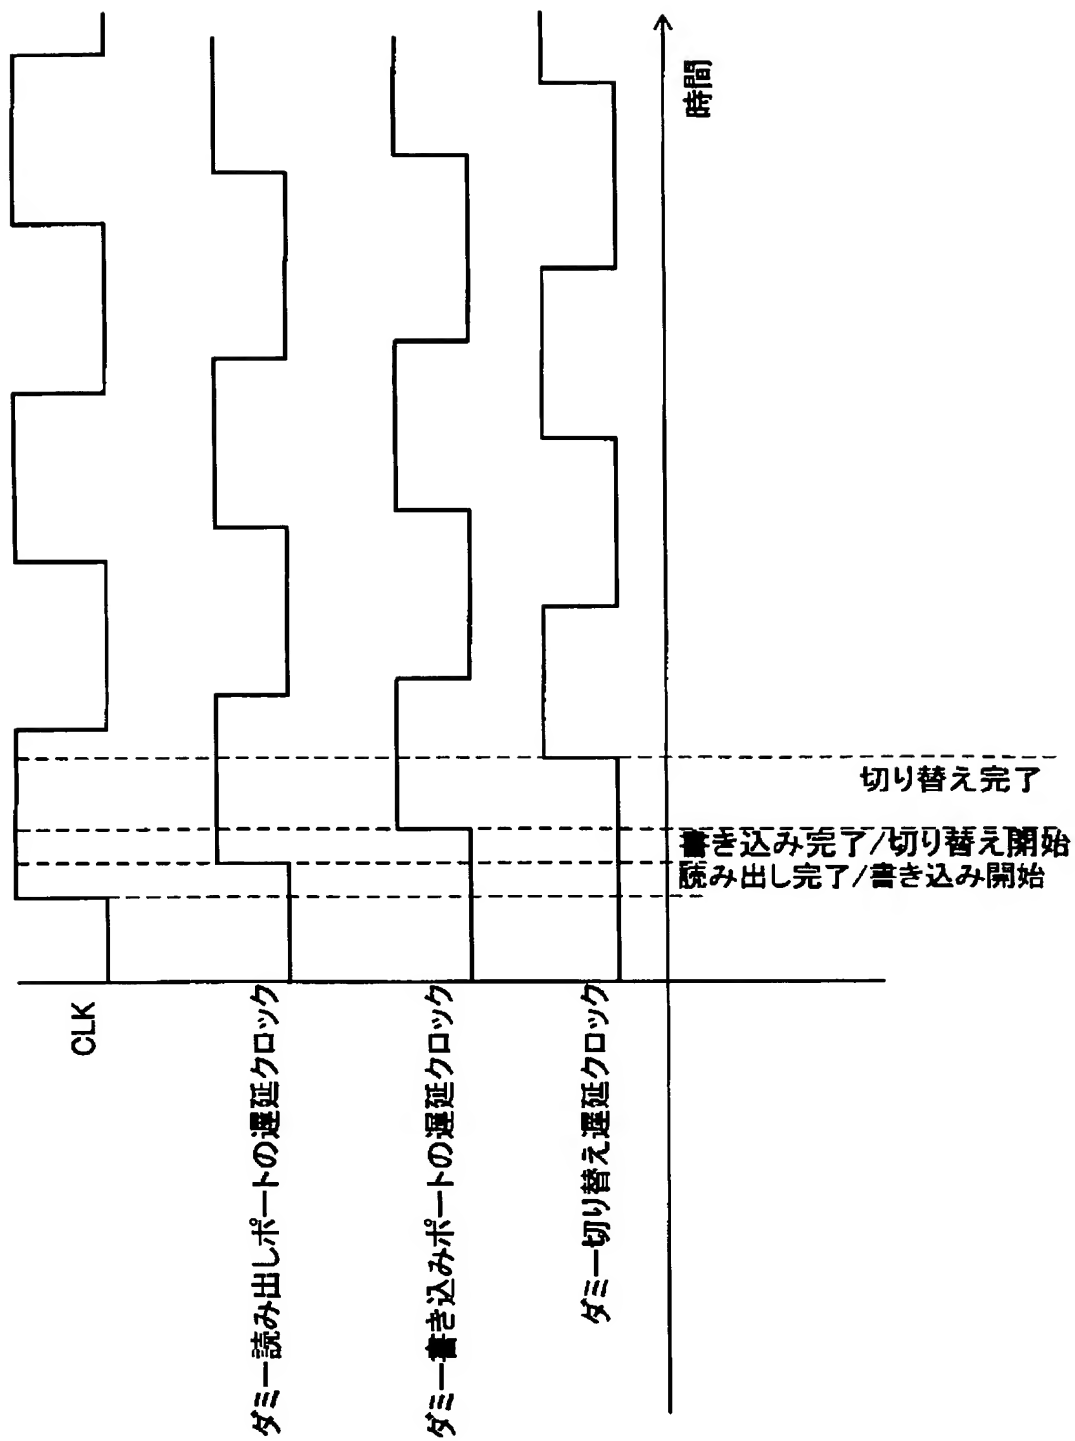 CLK
ダミー読み出しポートの遅延クロック
ダミー書き込みポートの遅延クロック
ダミー切り替え遅延クロック
時間
切り替え完了
書き込み完了/切り替え開始
読み出し完了/書き込み開始